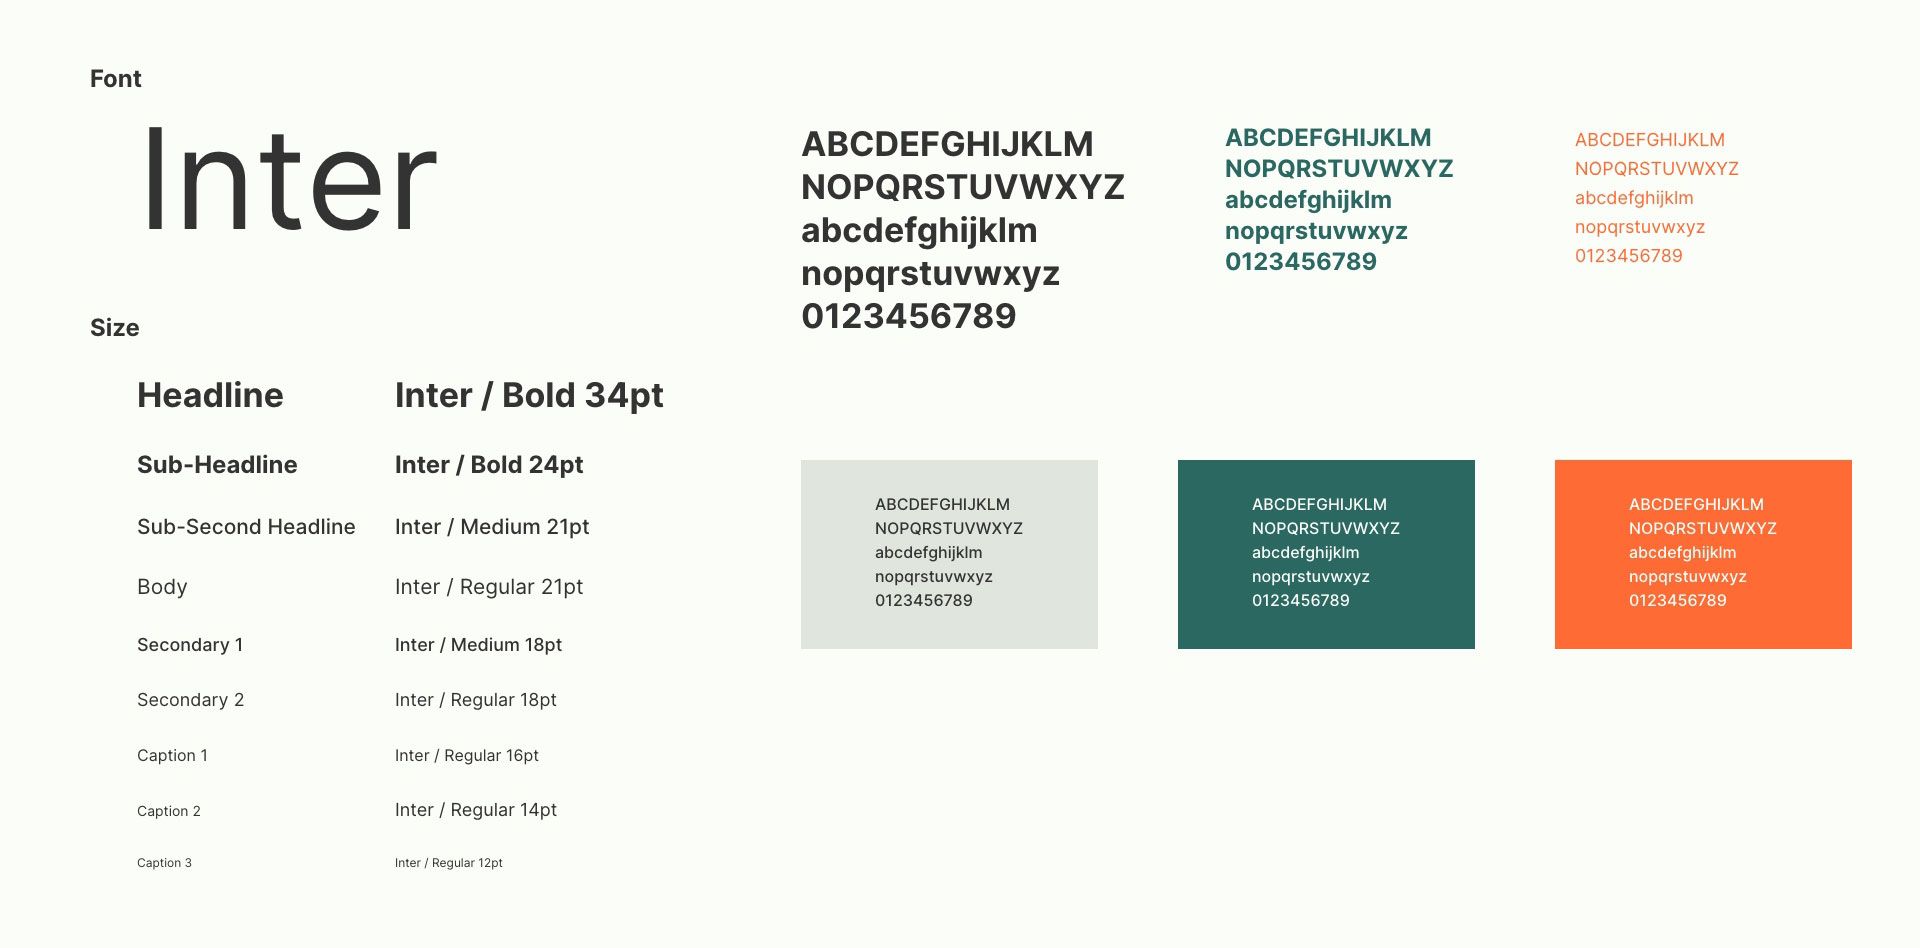 Font
Inter
ABCDEFGHIJKLM
NOPQRSTUVWXYZ
abcdefghijklm
nopqrstuvwxyz
0123456789
ABCDEFGHIJKLM
NOPQRSTUVWXYZ
abcdefghijklm
nopqrstuvwxyz
0123456789
ABCDEFGHIJKLM
NOPQRSTUVWXYZ
abcdefghijklm
nopqrstuvwxyz
0123456789
Size
Headline Inter / Bold 34pt
Sub-Headline Inter / Bold 24pt
Sub-Second Headline Inter / Medium 21pt
Body Inter / Regular 21pt
Secondary 1 Inter / Medium 18pt
Secondary 2 Inter / Regular 18pt
Caption 1 Inter / Regular 16pt
Caption 2 Inter / Regular 14pt
Caption 3 Inter / Regular 12pt
ABCDEFGHIJKLM
NOPQRSTUVWXYZ
abcdefghijklm
nopqrstuvwxyz
0123456789
ABCDEFGHIJKLM
NOPQRSTUVWXYZ
abcdefghijklm
nopqrstuvwxyz
0123456789
ABCDEFGHIJKLM
NOPQRSTUVWXYZ
abcdefghijklm
nopqrstuvwxyz
0123456789